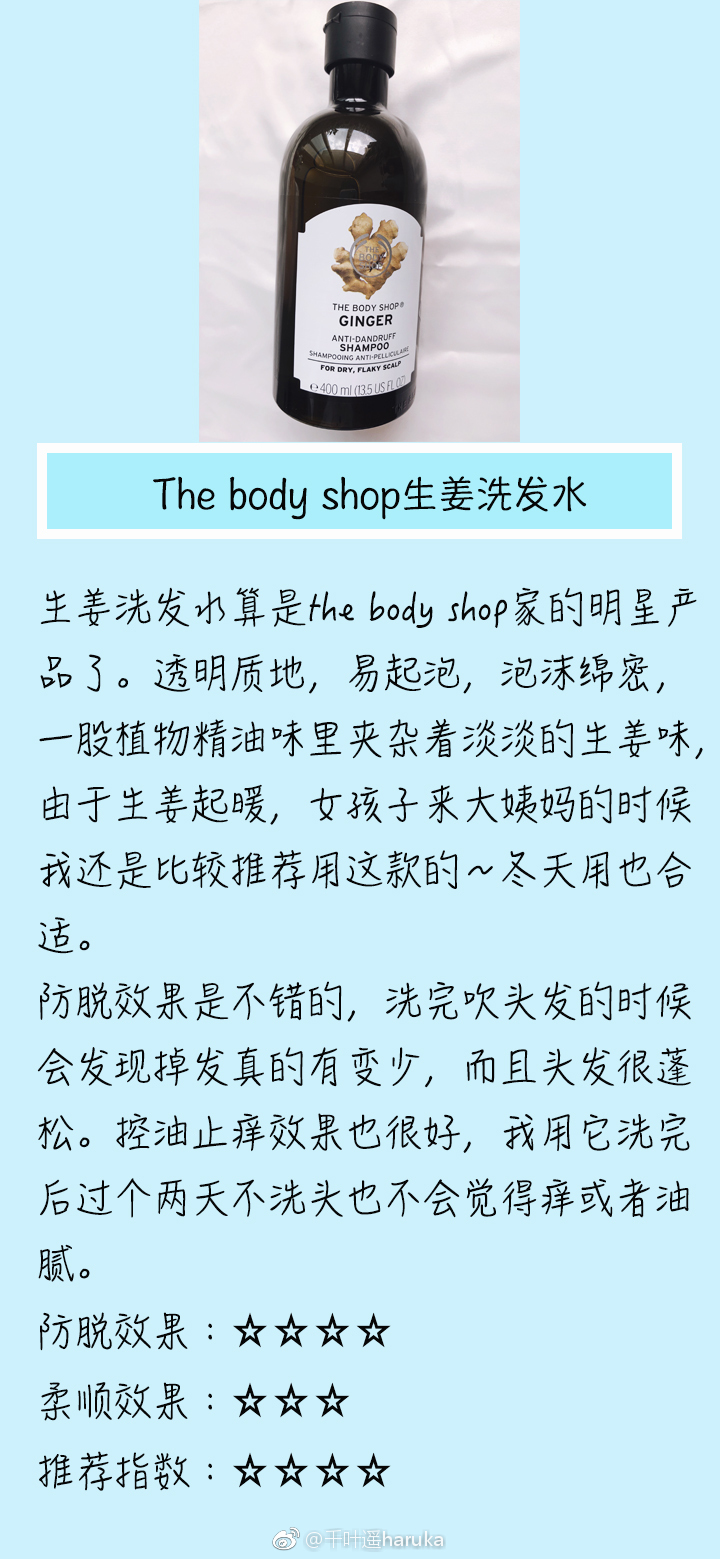 THE BODY SHOP®
GINGER
ANTI-DANDRUFF
SHAMPOO
SHAMPOOING ANTI-PELLICULAIRE
FOR DRY, FLAKY SCALP
e 400 ml (13.5 US FL OZ)
The body shop生姜洗发水
生姜洗发水算是the body shop家的明星产
品了。透明质地，易起泡，泡沫绵密，
一股植物精油味里夹杂着淡淡的生姜味，
由于生姜起暖，女孩子来大姨妈的时候
我还是比较推荐用这款的~冬天用也合
适。
防脱效果是不错的，洗完吹头发的时候
会发现掉发真的有变少，而且头发很蓬
松。控油止痒效果也很好，我用它洗完
后过个两天不洗头也不会觉得痒或者油
腻。
防脱效果：☆☆☆☆
柔顺效果：☆☆☆
推荐指数：☆☆☆☆
@千叶遥haruka